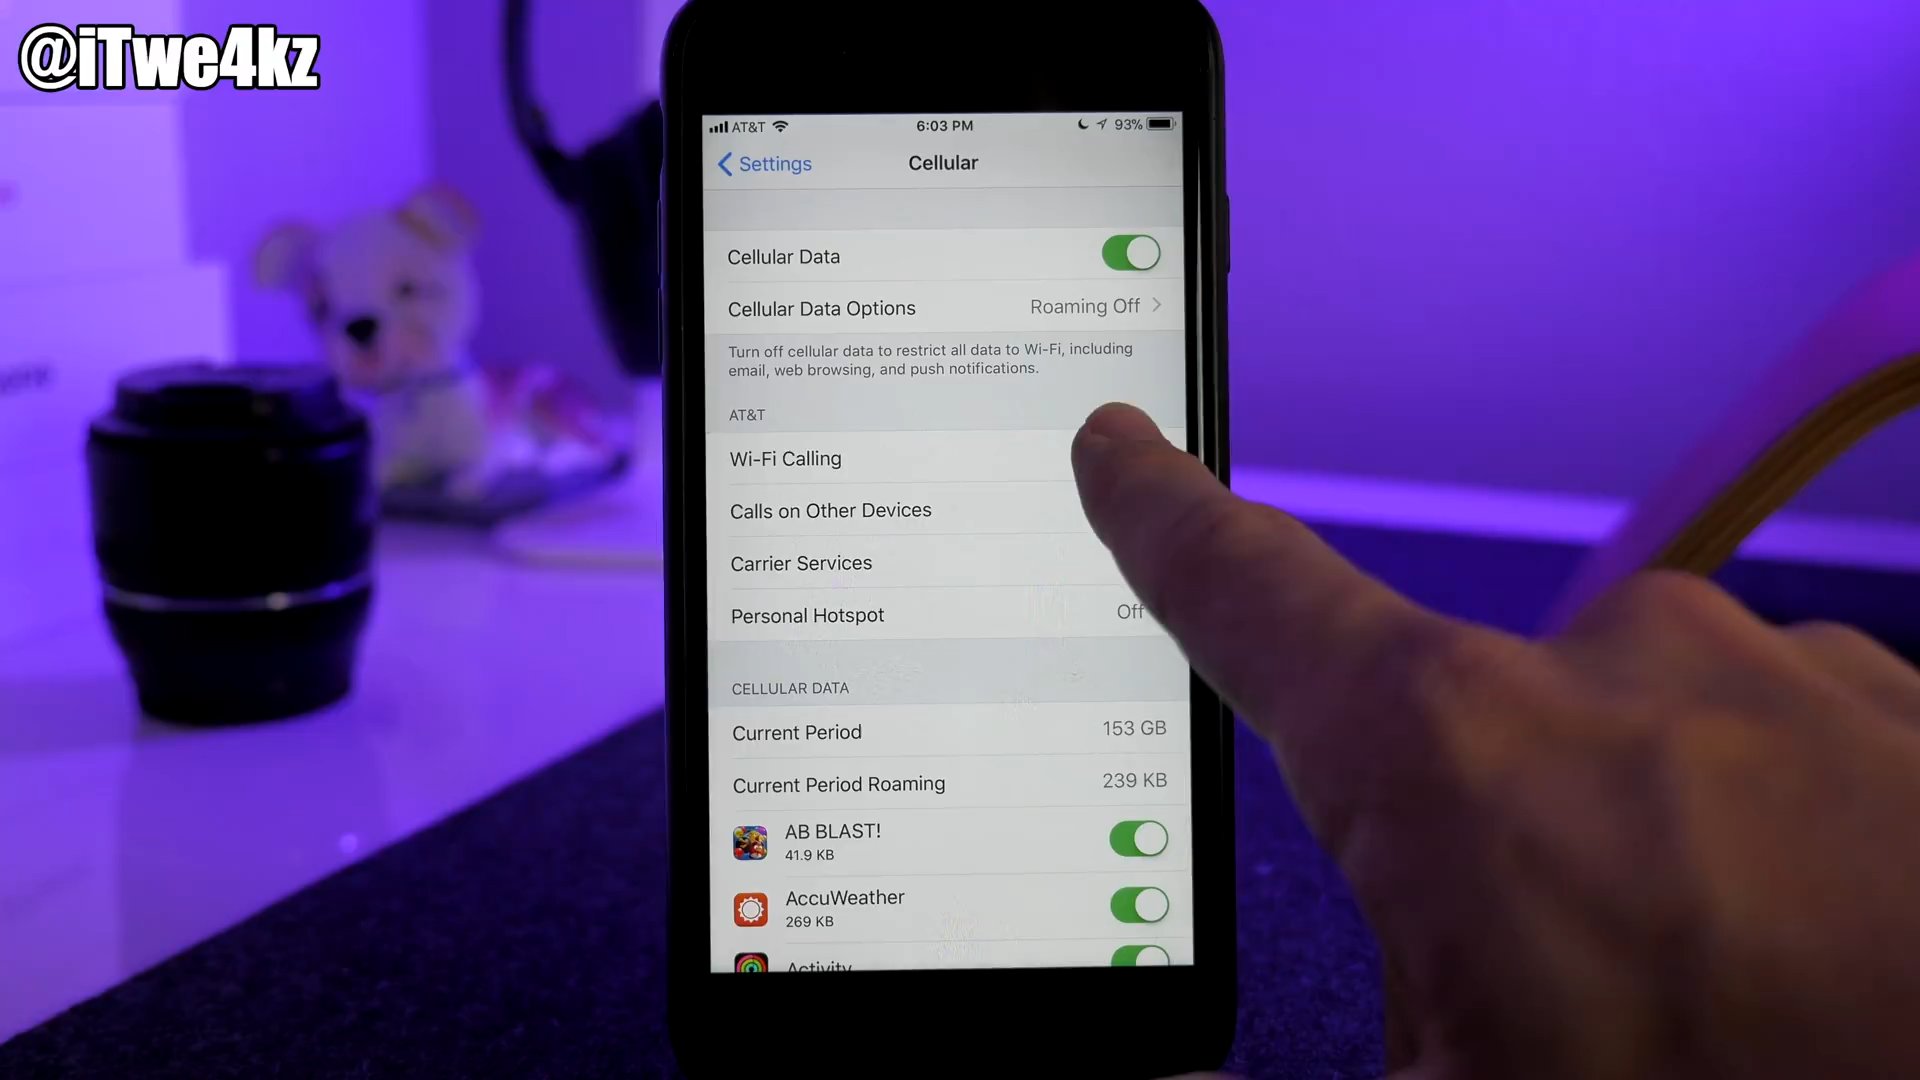 @iTwe4kz
AT&T 6:03 PM 93%
Settings Cellular
Cellular Data
Cellular Data Options Roaming Off
Turn off cellular data to restrict all data to Wi-Fi, including
email, web browsing, and push notifications.
AT&T
Wi-Fi Calling
Calls on Other Devices
Carrier Services
Personal Hotspot Off
CELLULAR DATA
Current Period 153 GB
Current Period Roaming 239 KB
AB BLAST!
41.9 KB
AccuWeather
269 KB
Activity